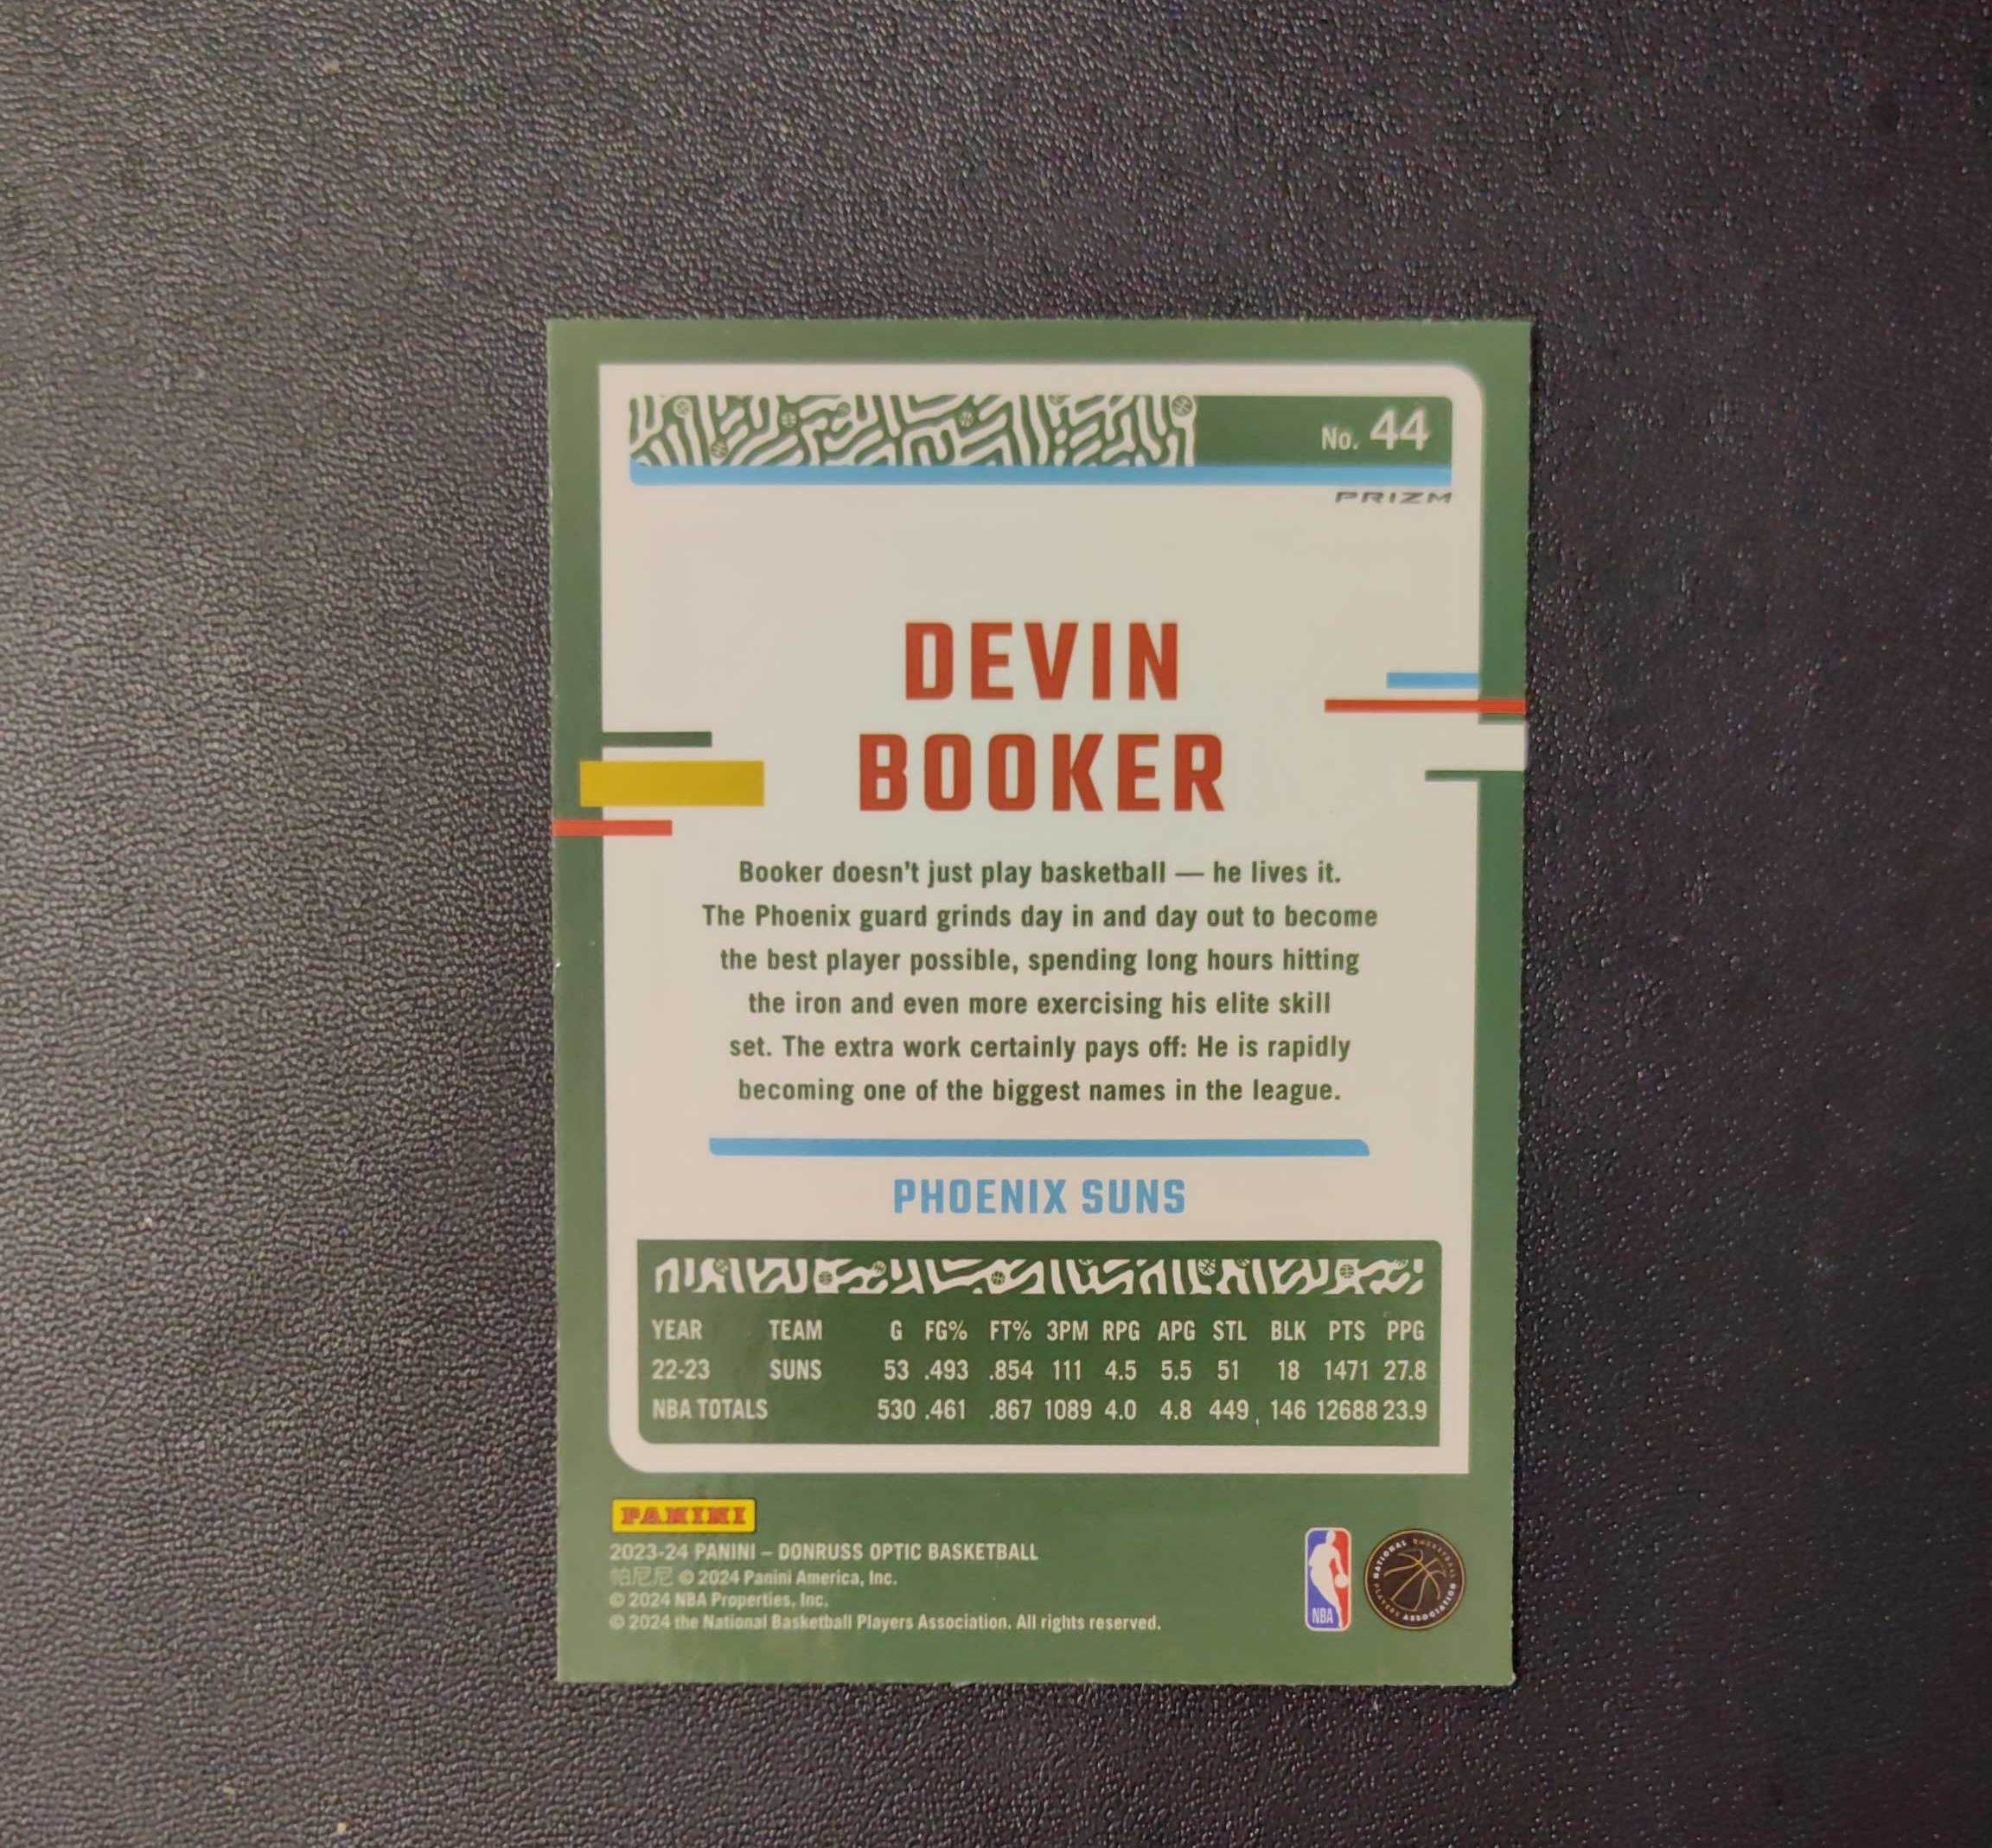 No. 44
PRIZM
DEVIN
BOOKER
Booker doesn't just play basketball — he lives it.
The Phoenix guard grinds day in and day out to become
the best player possible, spending long hours hitting
the iron and even more exercising his elite skill
set. The extra work certainly pays off: He is rapidly
becoming one of the biggest names in the league.
PHOENIX SUNS
YEAR TEAM G FG% FT% 3PM RPG APG STL BLK PTS PPG
22-23 SUNS 53 .493 .854 111 4.5 5.5 51 18 1471 27.8
NBA TOTALS 530 .461 .867 1089 4.0 4.8 449 146 12688 23.9
PANINI
2023-24 PANINI – DONRUSS OPTIC BASKETBALL
帕尼尼 © 2024 Panini America, Inc.
© 2024 NBA Properties, Inc.
© 2024 the National Basketball Players Association. All rights reserved.
NBA
NATIONAL BASKETBALL PLAYERS ASSOCIATION